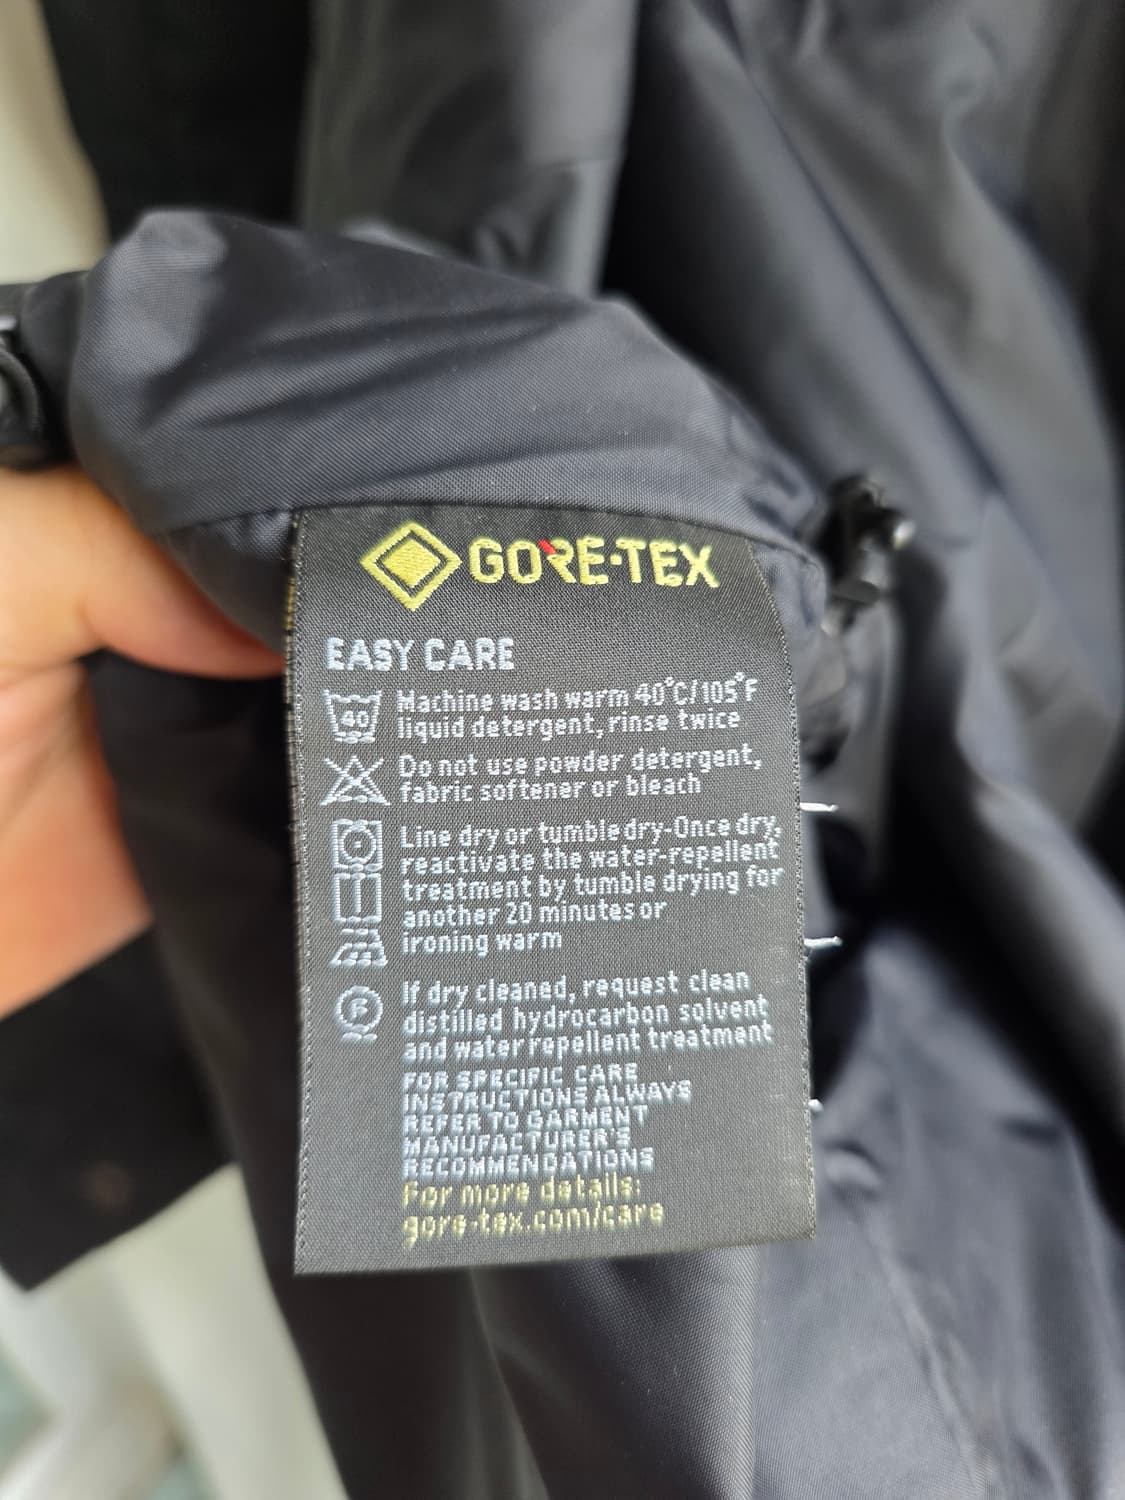 GORE-TEX
EASY CARE
40
Machine wash warm 40°C/105°F
liquid detergent, rinse twice
Do not use powder detergent,
fabric softener or bleach
Line dry or tumble dry-Once dry,
reactivate the water-repellent
treatment by tumble drying for
another 20 minutes or
ironing warm
F
If dry cleaned, request clean
distilled hydrocarbon solvent
and water repellent treatment
FOR SPECIFIC CARE
INSTRUCTIONS ALWAYS
REFER TO GARMENT
MANUFACTURER'S
RECOMMENDATIONS
For more details:
gore-tex.com/care